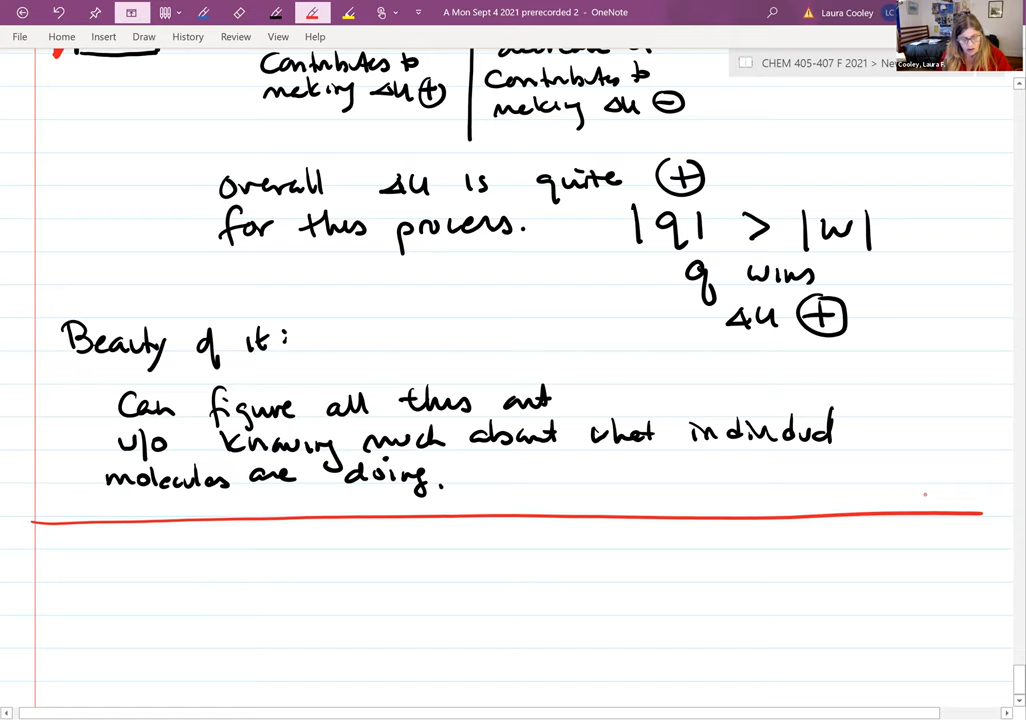 A Mon Sept 4 2021 prerecorded 2 - OneNote
Laura Cooley
LC
File Home Insert Draw History Review View Help
Cooley, Laura F.
CHEM 405-407 F 2021 >
contributes to
making ΔU ⊕
contributes to
making ΔU ⊖
Overall ΔU is quite ⊕
for this process.
|q| > |w|
q wins
ΔU ⊕
Beauty of it:
Can figure all this out
w/o knowing much about what individual
molecules are doing.